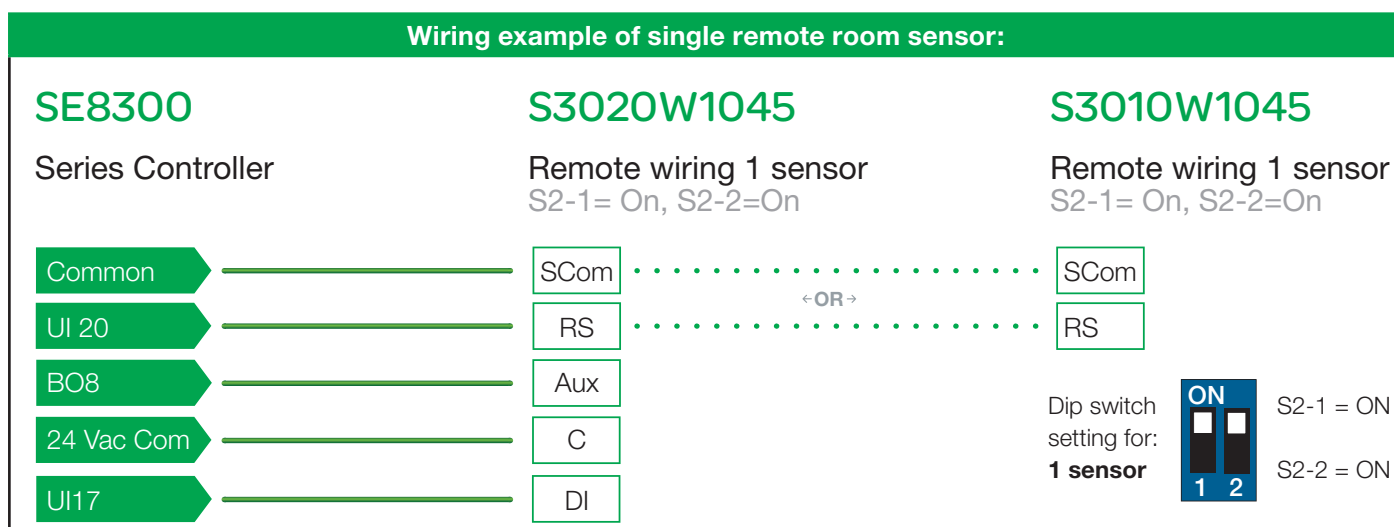 Wiring example of single remote room sensor:
SE8300
Series Controller
S3020W1045
Remote wiring 1 sensor
S2-1= On, S2-2=On
S3010W1045
Remote wiring 1 sensor
S2-1= On, S2-2=On
Common
SCom
←OR→
SCom
UI 20
RS
RS
BO8
Aux
24 Vac Com
C
UI17
DI
Dip switch
setting for:
1 sensor
ON
1 2
S2-1 = ON
S2-2 = ON